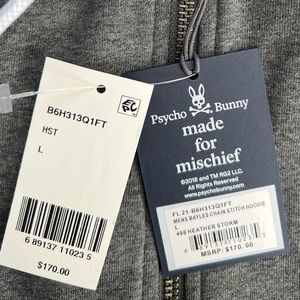 B6H313Q1FT
HST
L
6 89137 11023 5
$170.00
Psycho Bunny
made
for
mischief
©2018 and TM RG2 LLC.
All Rights Reserved
www.psychobunny.com
FL 21-B6H313Q1FT
MENS BAYLES CHAIN STITCH HOODIE
L
459 HEATHER STORM
MSRP: $170.00